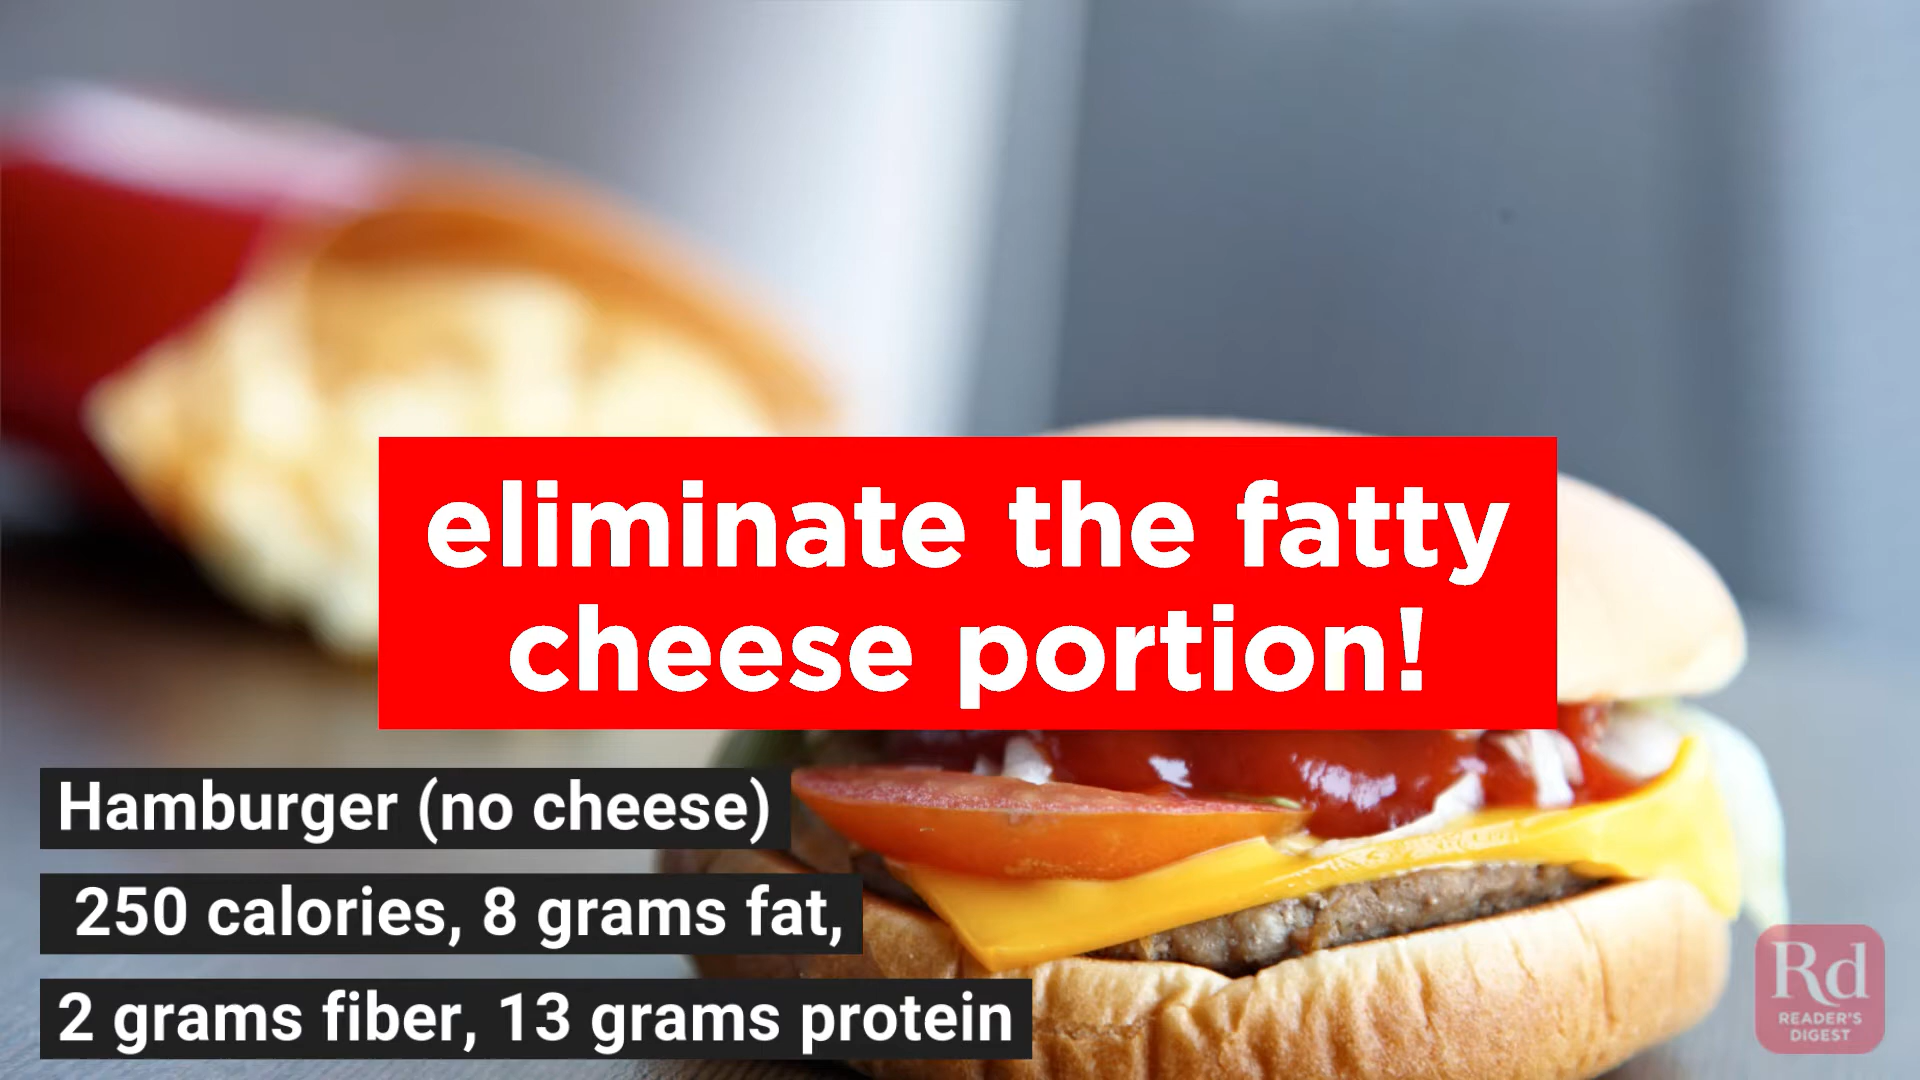 eliminate the fatty
cheese portion!
Hamburger (no cheese)
250 calories, 8 grams fat,
2 grams fiber, 13 grams protein
Rd
READER'S
DIGEST